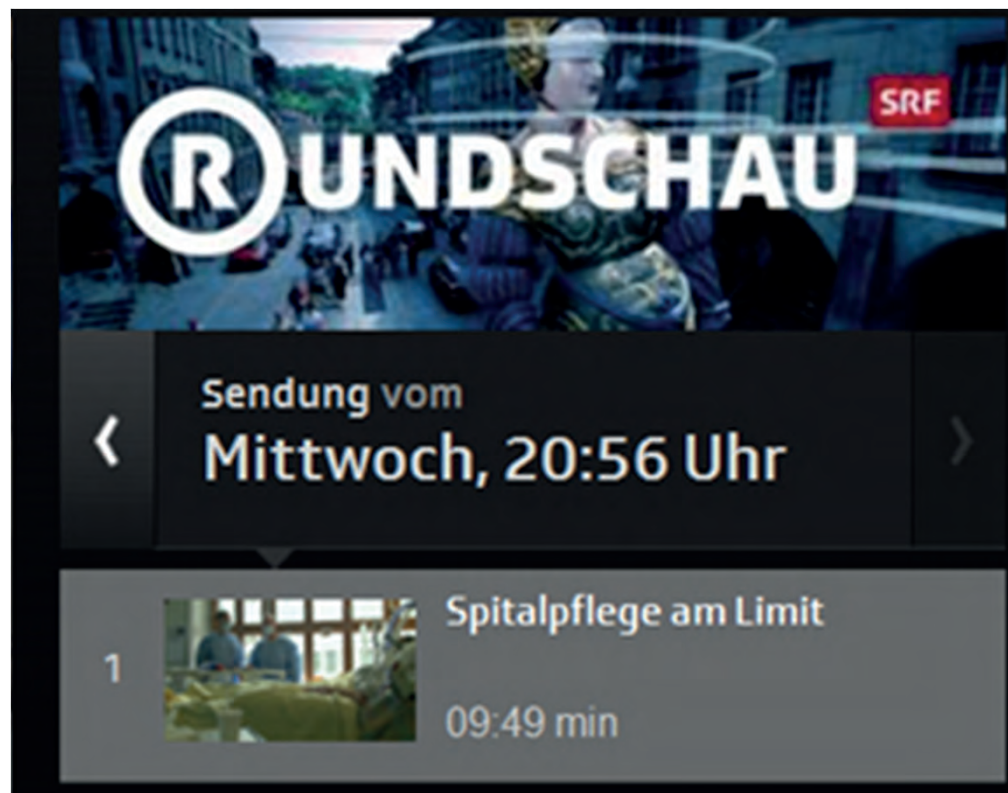 SRF
RUNDSCHAU
Sendung vom
Mittwoch, 20:56 Uhr
1
Spitalpflege am Limit
09:49 min